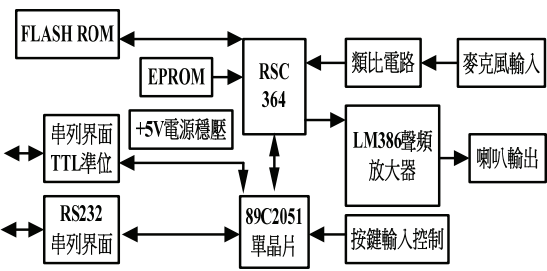 FLASH ROM
EPROM
RSC
364
類比電路
麥克風輸入
+5V電源穩壓
串列界面
TTL準位
LM386聲頻
放大器
喇叭輸出
RS232
串列界面
89C2051
單晶片
按鍵輸入控制